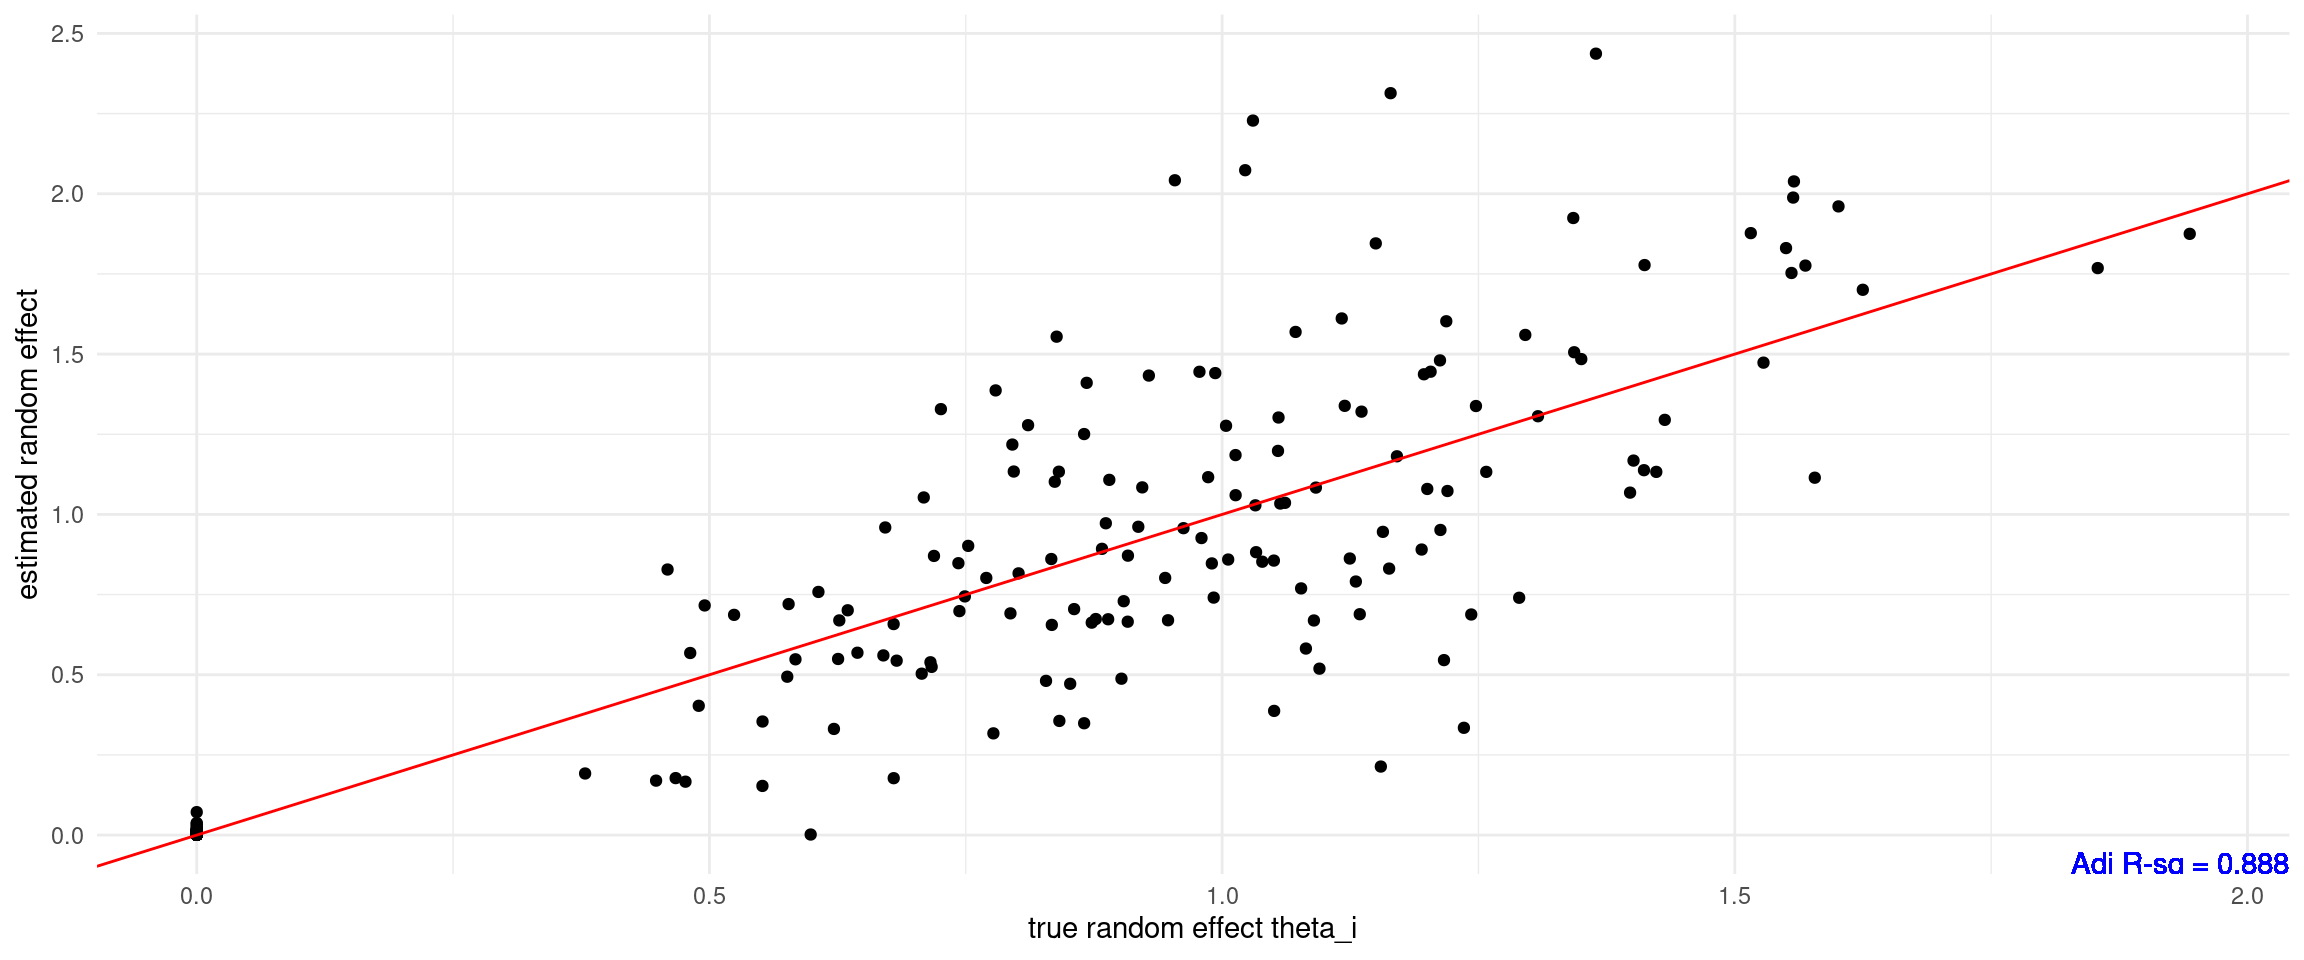 2.5
2.0
1.5
1.0
0.5
0.0
estimated random effect
0.0 0.5 1.0 1.5 2.0
true random effect theta_i
Adj R-sq = 0.888